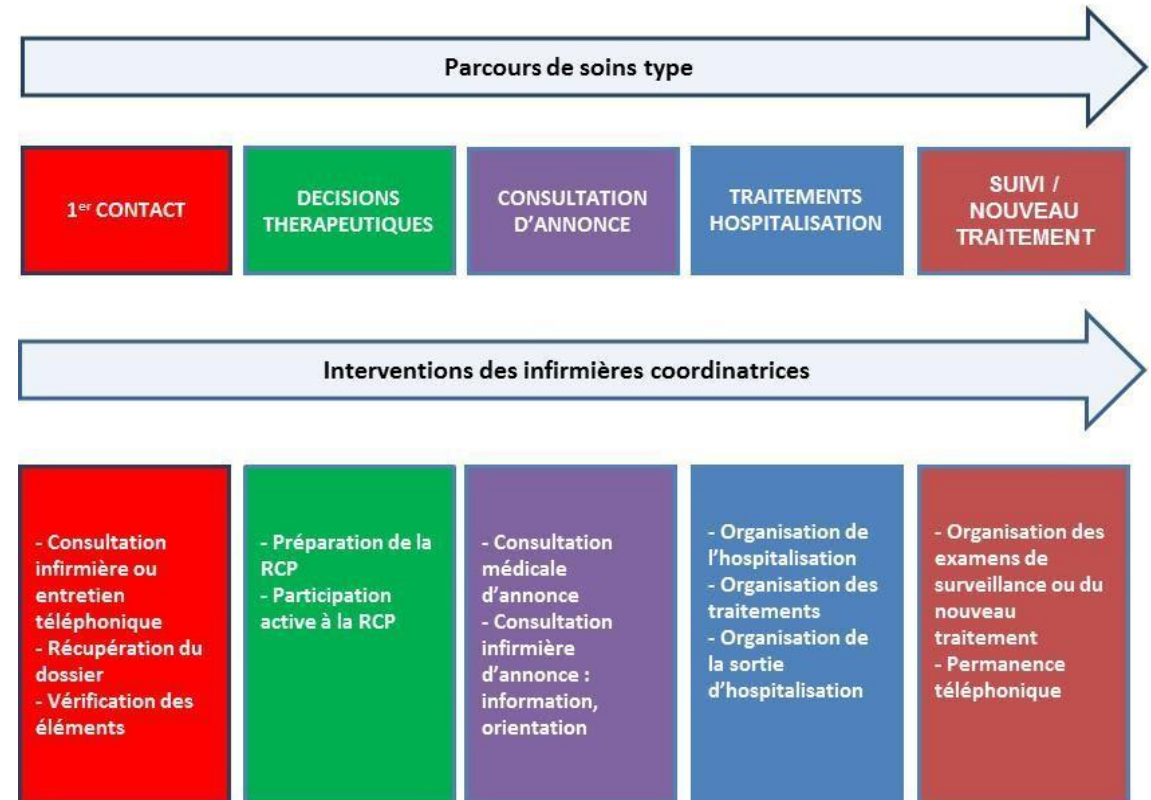 Parcours de soins type
1er CONTACT
DECISIONS
THERAPEUTIQUES
CONSULTATION
D'ANNONCE
TRAITEMENTS
HOSPITALISATION
SUIVI /
NOUVEAU
TRAITEMENT
Interventions des infirmières coordinatrices
- Consultation
infirmière ou
entretien
téléphonique
- Récupération du
dossier
- Vérification des
éléments
- Préparation de la
RCP
- Participation
active à la RCP
- Consultation
médicale
d'annonce
- Consultation
infirmière
d'annonce :
information,
orientation
- Organisation de
l'hospitalisation
- Organisation des
traitements
- Organisation de
la sortie
d'hospitalisation
- Organisation des
examens de
surveillance ou du
nouveau
traitement
- Permanence
téléphonique